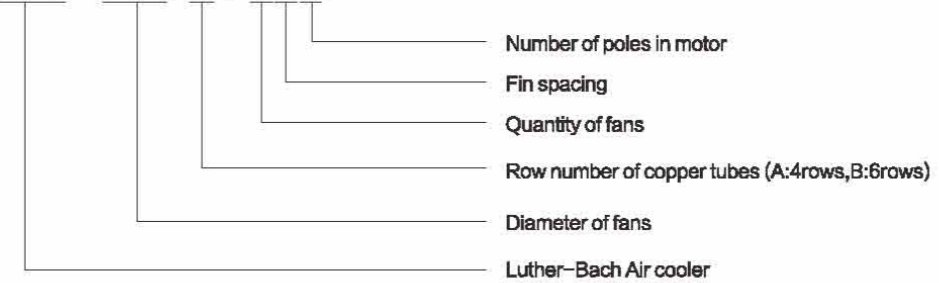 Number of poles in motor
Fin spacing
Quantity of fans
Row number of copper tubes (A:4rows,B:6rows)
Diameter of fans
Luther-Bach Air cooler